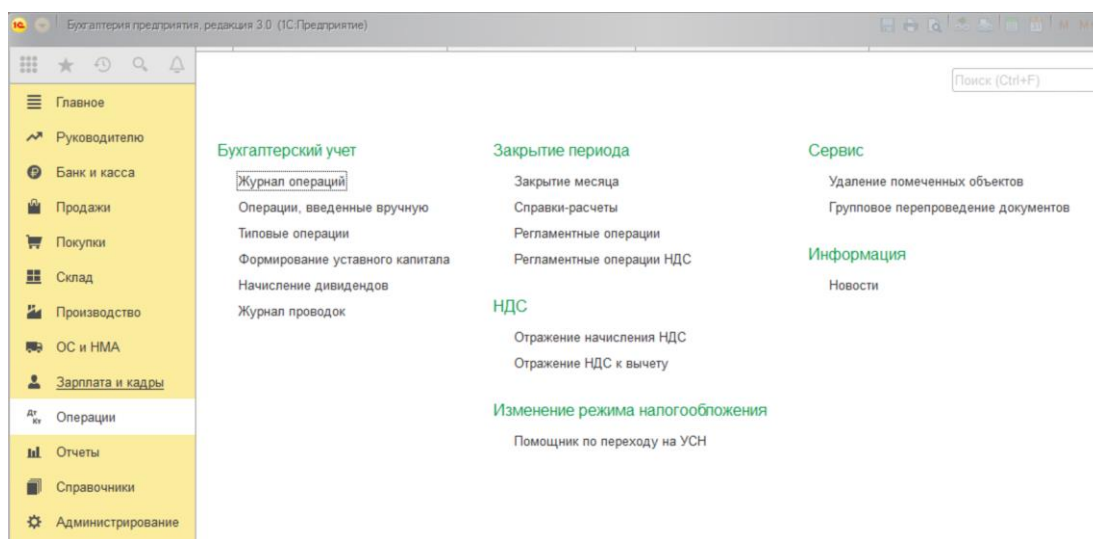 1С Бухгалтерия предприятия, редакция 3.0 (1С:Предприятие)
Поиск (Ctrl+F)
Главное
Руководителю
Банк и касса
Продажи
Покупки
Склад
Производство
ОС и НМА
Зарплата и кадры
Дт Кт Операции
Отчеты
Справочники
Администрирование
Бухгалтерский учет
Журнал операций
Операции, введенные вручную
Типовые операции
Формирование уставного капитала
Начисление дивидендов
Журнал проводок
Закрытие периода
Закрытие месяца
Справки-расчеты
Регламентные операции
Регламентные операции НДС
НДС
Отражение начисления НДС
Отражение НДС к вычету
Изменение режима налогообложения
Помощник по переходу на УСН
Сервис
Удаление помеченных объектов
Групповое перепроведение документов
Информация
Новости